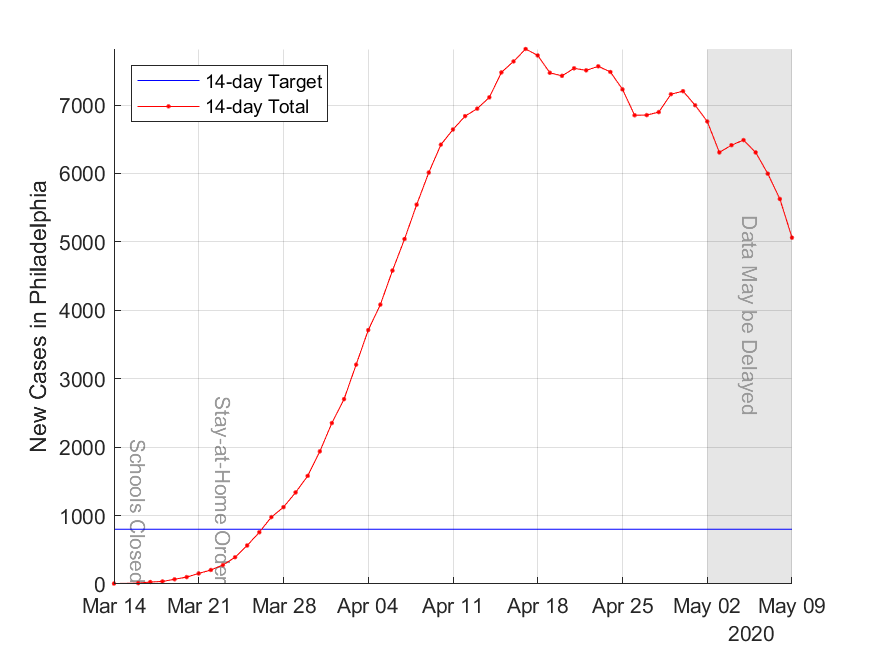 14-day Target
14-day Total
7000
6000
5000
4000
3000
2000
1000
0
New Cases in Philadelphia
Schools Closed
Stay-at-Home Order
Data May be Delayed
Mar 14 Mar 21 Mar 28 Apr 04 Apr 11 Apr 18 Apr 25 May 02 May 09
2020